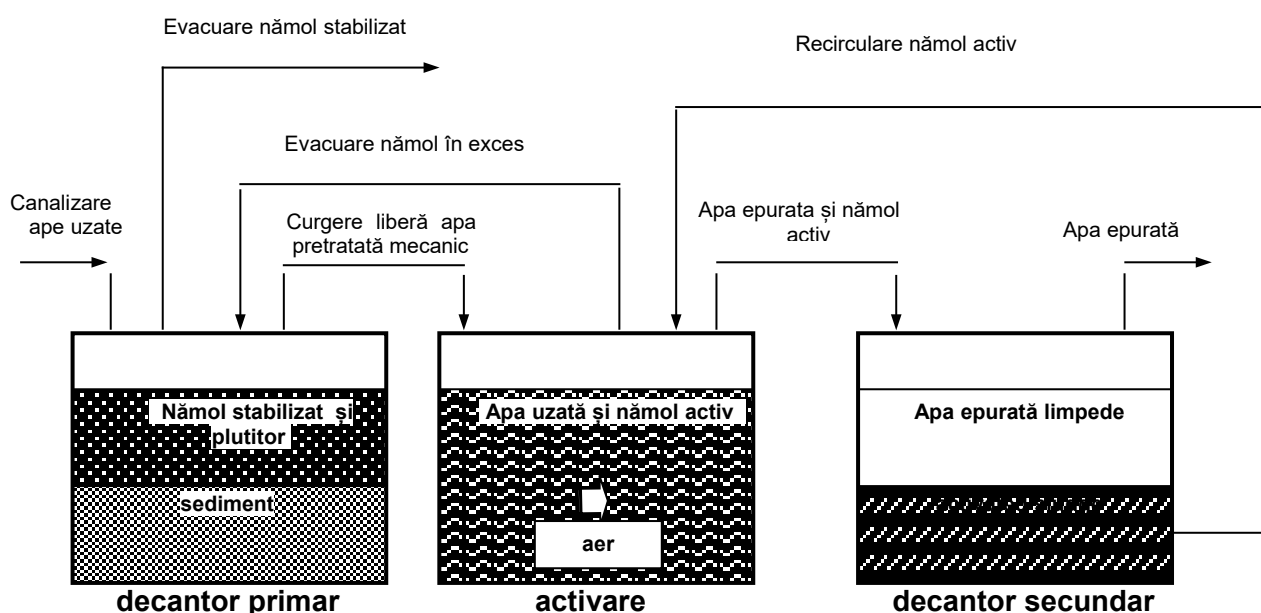 Evacuare nămol stabilizat
Recirculare nămol activ
Evacuare nămol în exces
Canalizare
ape uzate
Curgere liberă apa
pretratată mecanic
Apa epurata și nămol
activ
Apa epurată
Nămol stabilizat și
plutitor
sediment
Apa uzată și nămol activ
aer
Apa epurată limpede
decantor primar
activare
decantor secundar